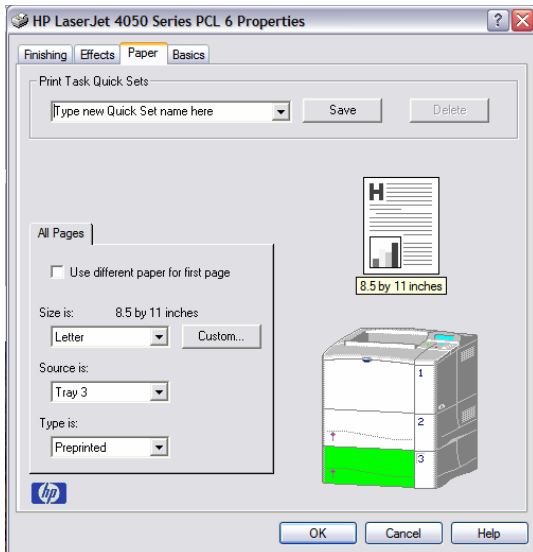 HP LaserJet 4050 Series PCL 6 Properties
?
Finishing Effects Paper Basics
Print Task Quick Sets
Type new Quick Set name here Save Delete
H
All Pages
Use different paper for first page
8.5 by 11 inches
Size is: 8.5 by 11 inches
Letter Custom...
Source is:
Tray 3
Type is:
Preprinted
1
2
3
hp
OK Cancel Help